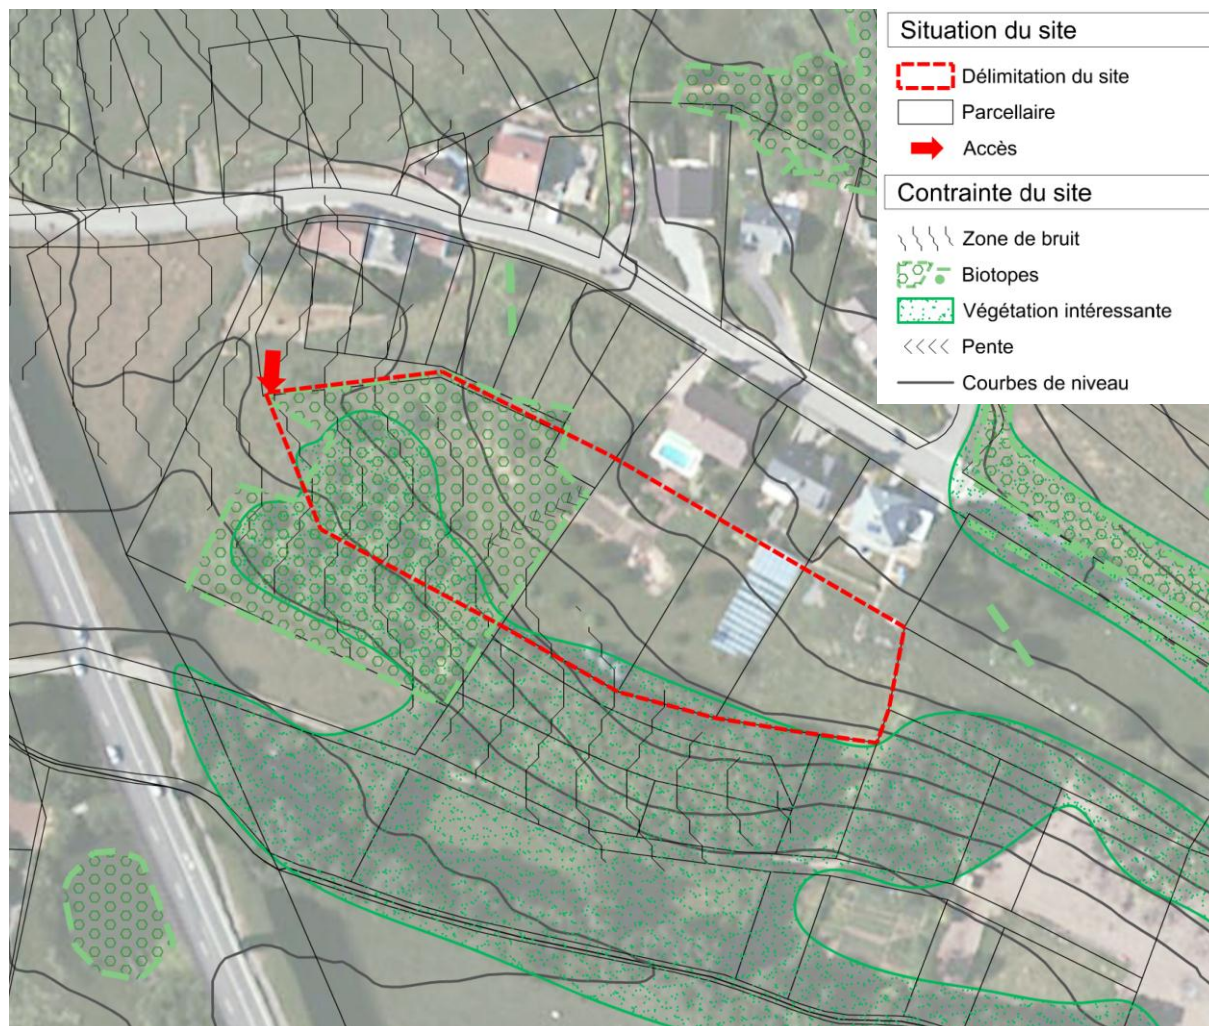 Situation du site
Délimitation du site
Parcellaire
Accès
Contrainte du site
Zone de bruit
Biotopes
Végétation intéressante
Pente
Courbes de niveau